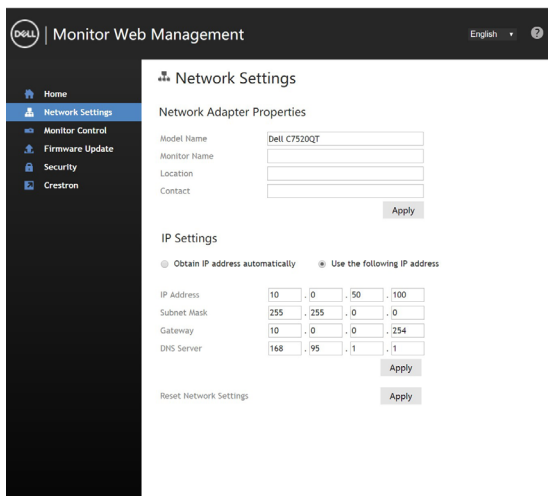 DELL | Monitor Web Management
English ▾ ?
Home
Network Settings
Monitor Control
Firmware Update
Security
Crestron
Network Settings
Network Adapter Properties
Model Name Dell C7520QT
Monitor Name
Location
Contact
Apply
IP Settings
Obtain IP address automatically Use the following IP address
IP Address 10 . 0 . 50 . 100
Subnet Mask 255 . 255 . 0 . 0
Gateway 10 . 0 . 0 . 254
DNS Server 168 . 95 . 1 . 1
Apply
Reset Network Settings Apply